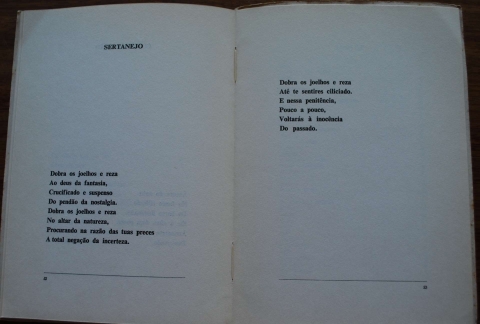 SERTANEJO
Dobra os joelhos e reza
Ao deus da fantasia,
Crucificado e suspenso
Do pendão da nostalgia.
Dobra os joelhos e reza
No altar da natureza,
Procurando na razão das tuas preces
A total negação da incerteza.
Dobra os joelhos e reza
Até te sentires ciliciado.
E nessa penitência,
Pouco a pouco,
Voltarás à inocência
Do passado.